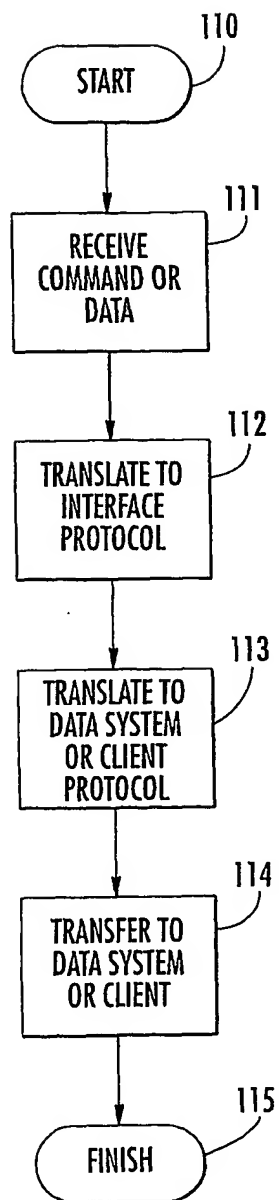 110
START
111
RECEIVE
COMMAND OR
DATA
112
TRANSLATE TO
INTERFACE
PROTOCOL
113
TRANSLATE TO
DATA SYSTEM
OR CLIENT
PROTOCOL
114
TRANSFER TO
DATA SYSTEM
OR CLIENT
115
FINISH